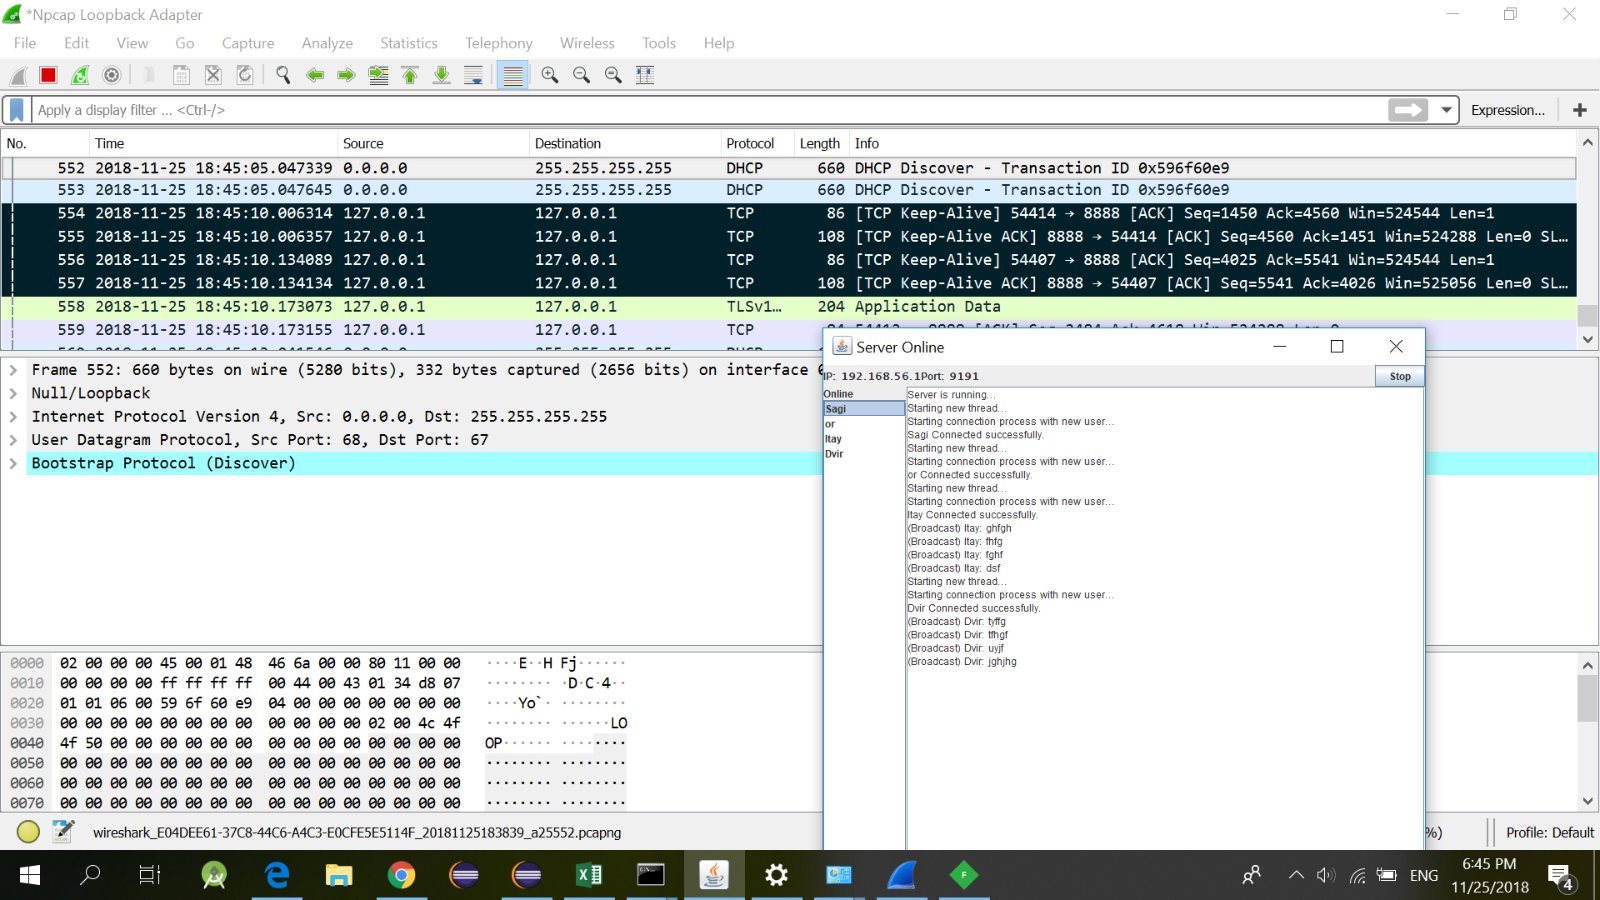 *Npcap Loopback Adapter
File Edit View Go Capture Analyze Statistics Telephony Wireless Tools Help
Apply a display filter ... <Ctrl-/> Expression... +
No. Time Source Destination Protocol Length Info
552 2018-11-25 18:45:05.047339 0.0.0.0 255.255.255.255 DHCP 660 DHCP Discover - Transaction ID 0x596f60e9
553 2018-11-25 18:45:05.047645 0.0.0.0 255.255.255.255 DHCP 660 DHCP Discover - Transaction ID 0x596f60e9
554 2018-11-25 18:45:10.006314 127.0.0.1 127.0.0.1 TCP 86 [TCP Keep-Alive] 54414 → 8888 [ACK] Seq=1450 Ack=4560 Win=524544 Len=1
555 2018-11-25 18:45:10.006357 127.0.0.1 127.0.0.1 TCP 108 [TCP Keep-Alive ACK] 8888 → 54414 [ACK] Seq=4560 Ack=1451 Win=524288 Len=0 SL…
556 2018-11-25 18:45:10.134089 127.0.0.1 127.0.0.1 TCP 86 [TCP Keep-Alive] 54407 → 8888 [ACK] Seq=4025 Ack=5541 Win=524544 Len=1
557 2018-11-25 18:45:10.134134 127.0.0.1 127.0.0.1 TCP 108 [TCP Keep-Alive ACK] 8888 → 54407 [ACK] Seq=5541 Ack=4026 Win=525056 Len=0 SL…
558 2018-11-25 18:45:10.173073 127.0.0.1 127.0.0.1 TLSv1… 204 Application Data
559 2018-11-25 18:45:10.173155 127.0.0.1 127.0.0.1 TCP
Frame 552: 660 bytes on wire (5280 bits), 332 bytes captured (2656 bits) on interface
Null/Loopback
Internet Protocol Version 4, Src: 0.0.0.0, Dst: 255.255.255.255
User Datagram Protocol, Src Port: 68, Dst Port: 67
Bootstrap Protocol (Discover)
0000 02 00 00 00 45 00 01 48 46 6a 00 00 80 11 00 00 ····E··H Fj······
0010 00 00 00 00 ff ff ff ff 00 44 00 43 01 34 d8 07 ········ ·D·C·4··
0020 01 01 06 00 59 6f 60 e9 04 00 00 00 00 00 00 00 ····Yo`· ········
0030 00 00 00 00 00 00 00 00 00 00 00 00 02 00 4c 4f ········ ······LO
0040 4f 50 00 00 00 00 00 00 00 00 00 00 00 00 00 00 OP······ ········
0050 00 00 00 00 00 00 00 00 00 00 00 00 00 00 00 00 ········ ········
0060 00 00 00 00 00 00 00 00 00 00 00 00 00 00 00 00 ········ ········
0070 00 00 00 00 00 00 00 00 00 00 00 00 00 00 00 00 ········ ········
wireshark_E04DEE61-37C8-44C6-A4C3-E0CFE5E5114F_20181125183839_a25552.pcapng
%) Profile: Default
Server Online
IP: 192.168.56.1Port: 9191 Stop
Online
Sagi
or
Itay
Dvir
Server is running...
Starting new thread...
Starting connection process with new user...
Sagi Connected successfully.
Starting new thread...
Starting connection process with new user...
or Connected successfully.
Starting new thread...
Starting connection process with new user...
Itay Connected successfully.
(Broadcast) Itay: ghfgh
(Broadcast) Itay: fhfg
(Broadcast) Itay: fghf
(Broadcast) Itay: dsf
Starting new thread...
Starting connection process with new user...
Dvir Connected successfully.
(Broadcast) Dvir: tyffg
(Broadcast) Dvir: tfhgf
(Broadcast) Dvir: uyjf
(Broadcast) Dvir: jghjhg
ENG
6:45 PM
11/25/2018
4